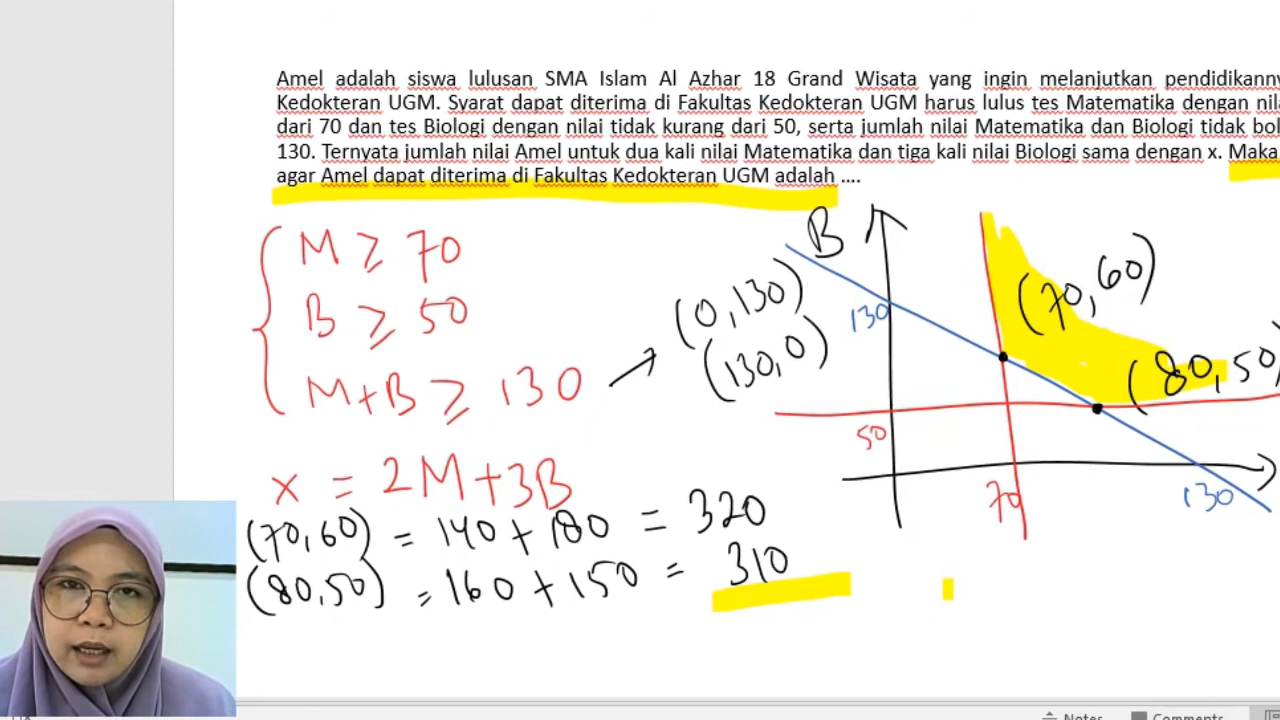 Amel adalah siswa lulusan SMA Islam Al Azhar 18 Grand Wisata yang ingin melanjutkan
Kedokteran UGM. Syarat dapat diterima di Fakultas Kedokteran UGM harus lulus tes Matematika dengan
dari 70 dan tes Biologi dengan nilai tidak kurang dari 50, serta jumlah nilai Matematika dan Biologi tidak
130. Ternyata jumlah nilai Amel untuk dua kali nilai Matematika dan tiga kali nilai Biologi sama dengan x. Maka
agar Amel dapat diterima di Fakultas Kedokteran UGM adalah ....
M ≥ 70
B ≥ 50
M+B ≥ 130
(0,130)
(130,0)
B
130
50
70
130
(70,60)
(80,50)
x = 2M+3B
(70,60) = 140 + 180 = 320
(80,50) = 160 + 150 = 310
Notes
Comments